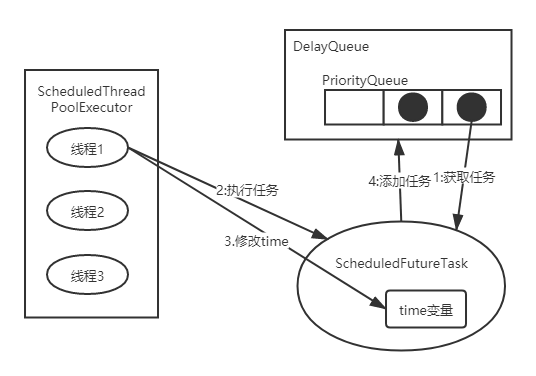 DelayQueue
PriorityQueue
ScheduledThread
PoolExecutor
线程1
线程2
线程3
4:添加任务
1:获取任务
2:执行任务
3.修改time
ScheduledFutureTask
time变量